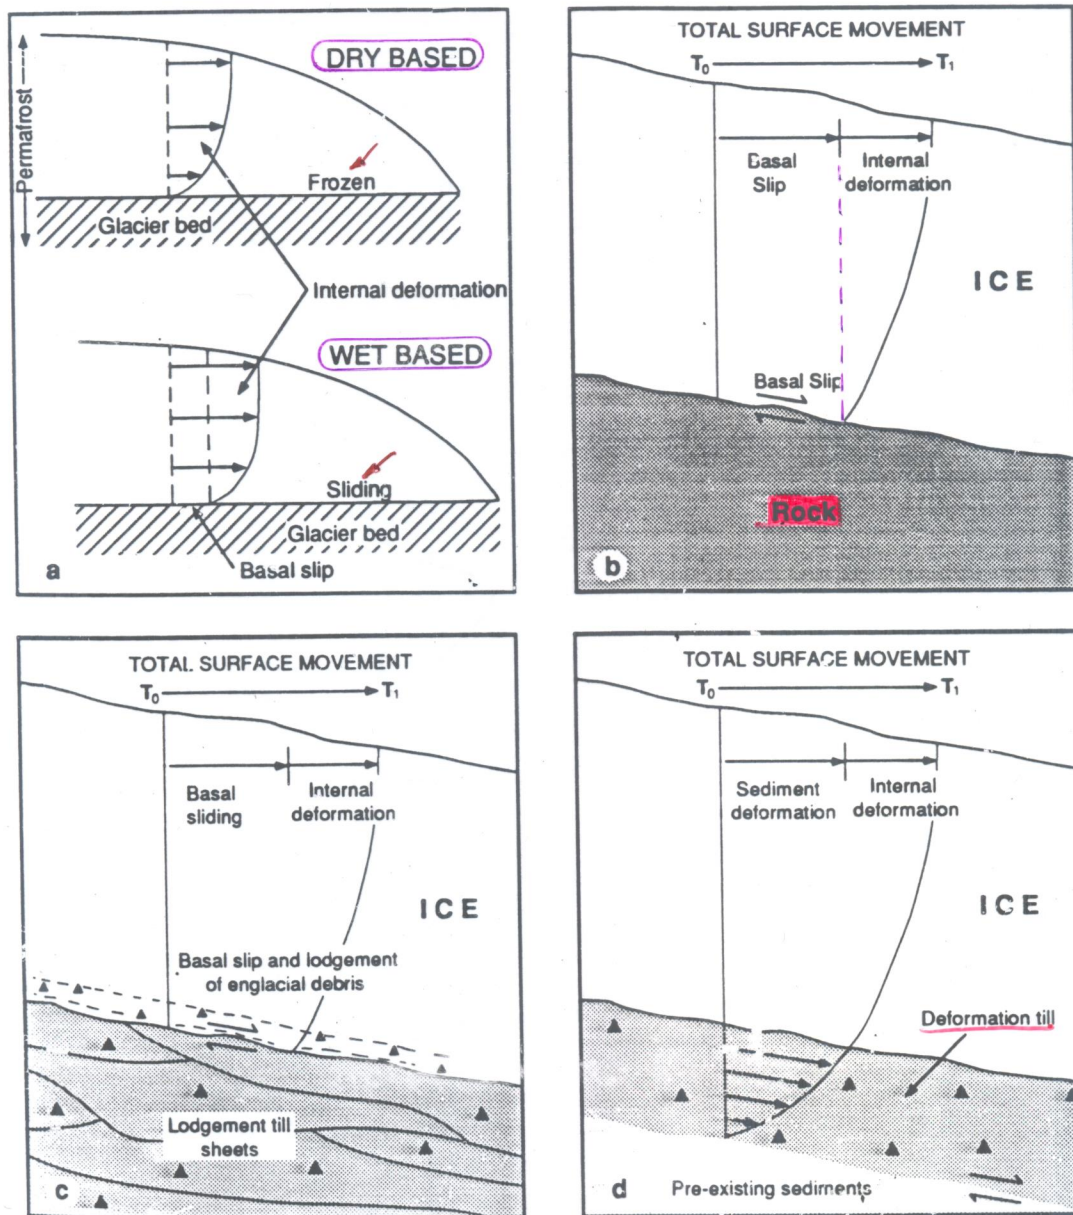 DRY BASED
Permafrost
Frozen
Glacier bed
Internal deformation
WET BASED
Sliding
Glacier bed
a
Basal slip
TOTAL SURFACE MOVEMENT
T₀ T₁
Basal Internal
Slip deformation
ICE
Basal Slip
Rock
b
TOTAL SURFACE MOVEMENT
T₀ T₁
Basal Internal
sliding deformation
ICE
Basal slip and lodgement
of englacial debris
Lodgement till
sheets
c
TOTAL SURFACE MOVEMENT
T₀ T₁
Sediment Internal
deformation deformation
ICE
Deformation till
d Pre-existing sediments